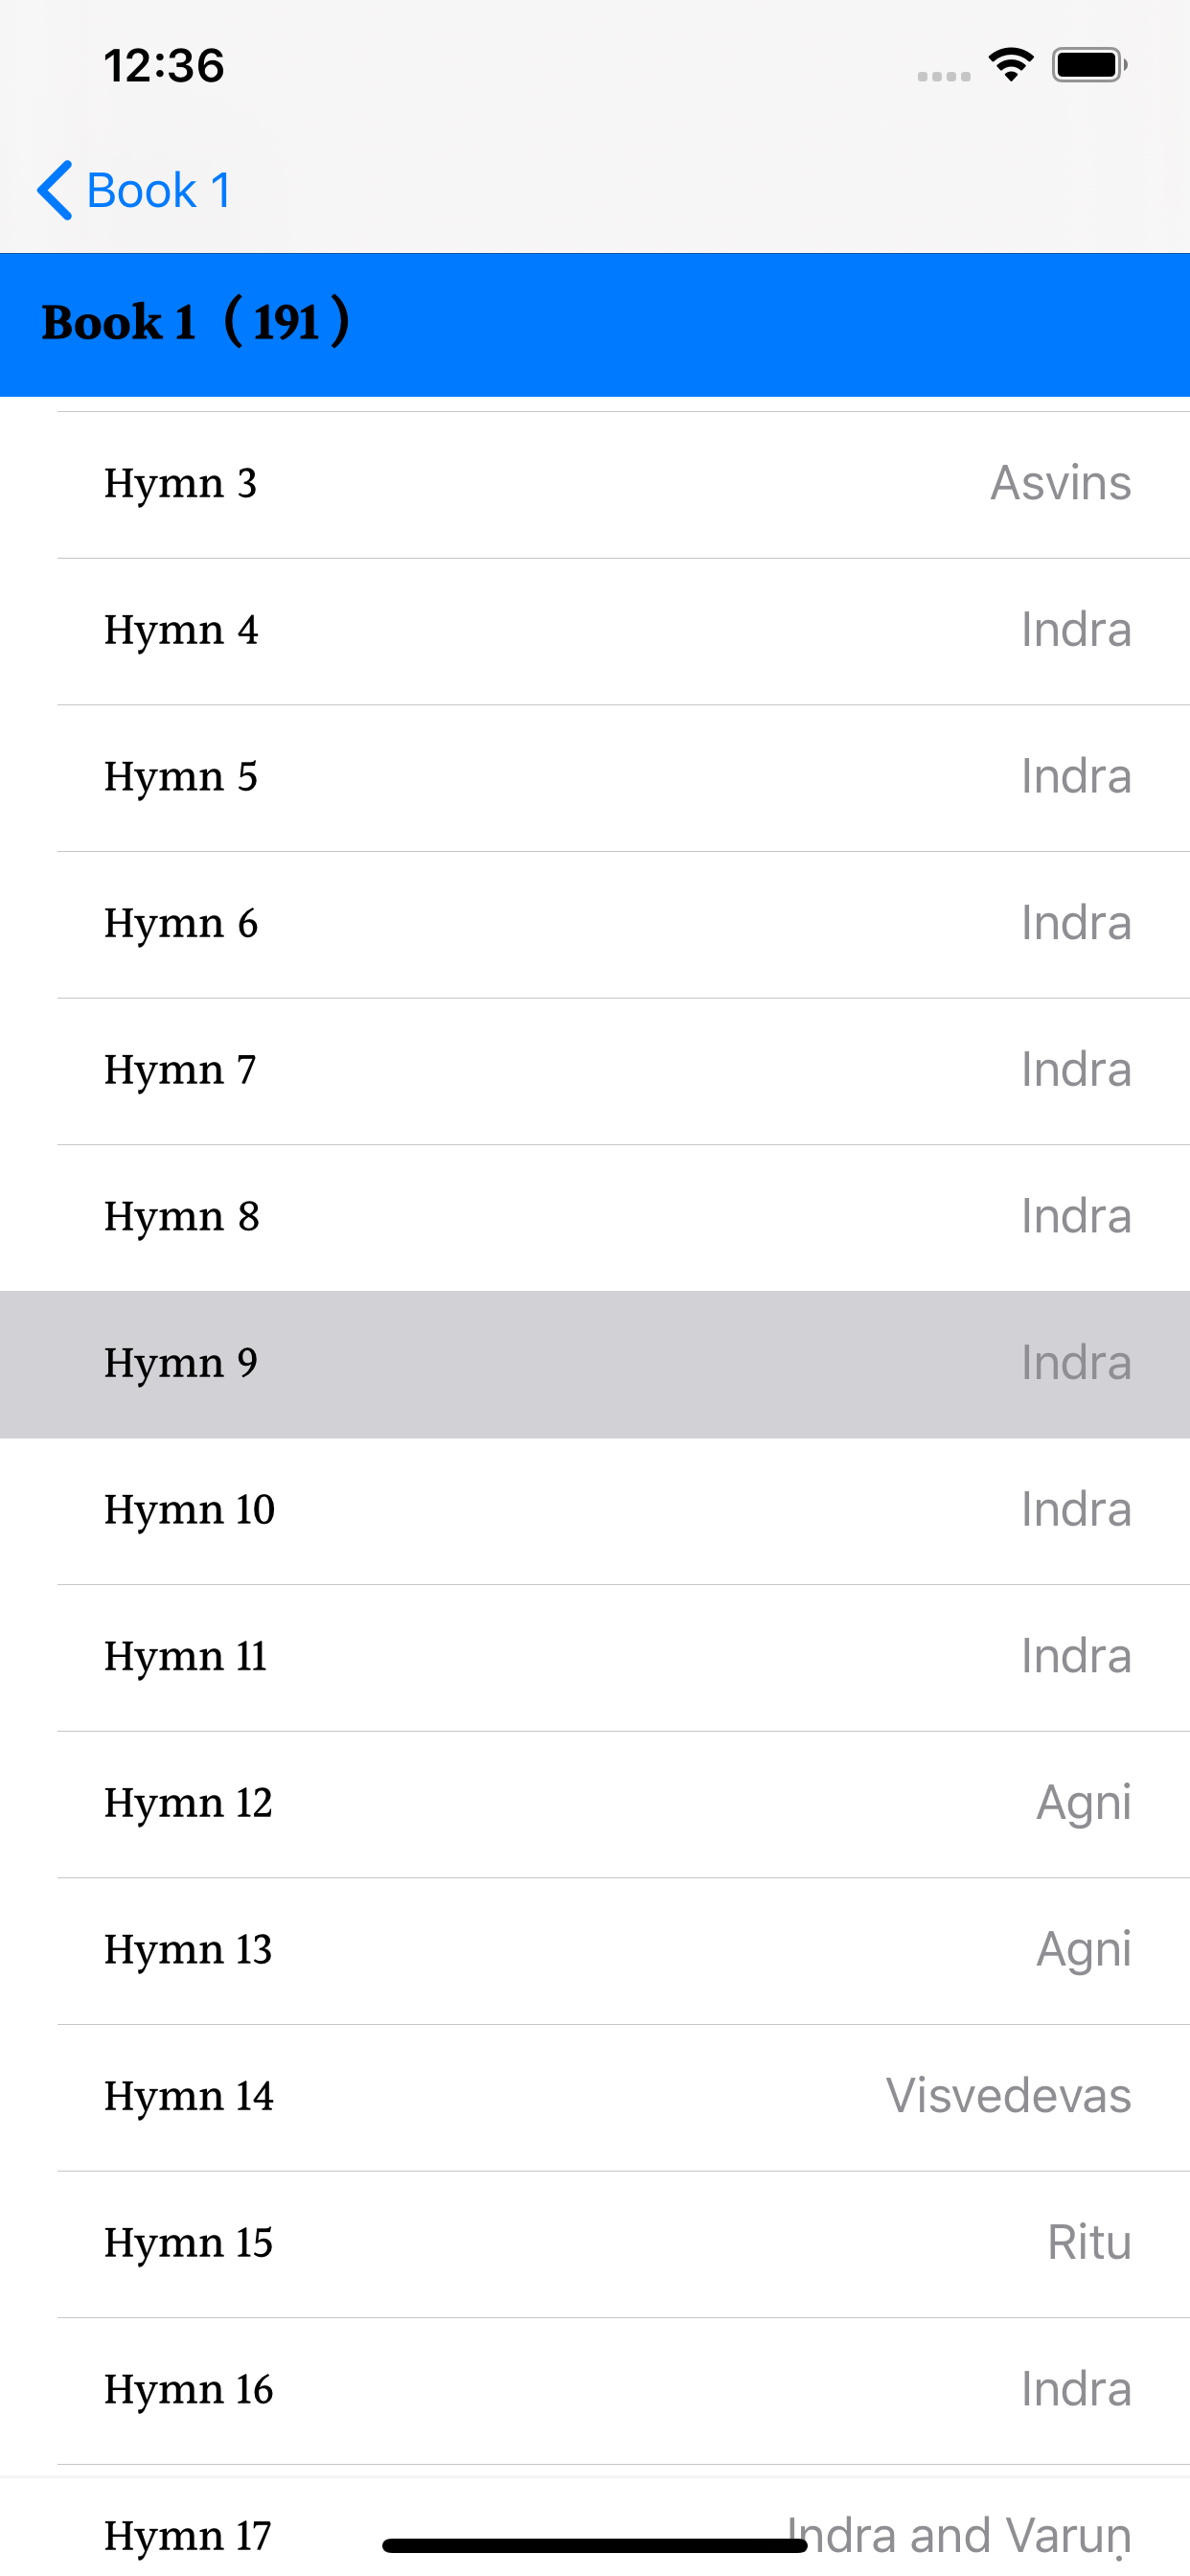 12:36
Book 1
Book 1 ( 191 )
Hymn 3 Asvins
Hymn 4 Indra
Hymn 5 Indra
Hymn 6 Indra
Hymn 7 Indra
Hymn 8 Indra
Hymn 9 Indra
Hymn 10 Indra
Hymn 11 Indra
Hymn 12 Agni
Hymn 13 Agni
Hymn 14 Visvedevas
Hymn 15 Ritu
Hymn 16 Indra
Hymn 17 Indra and Varuṇ